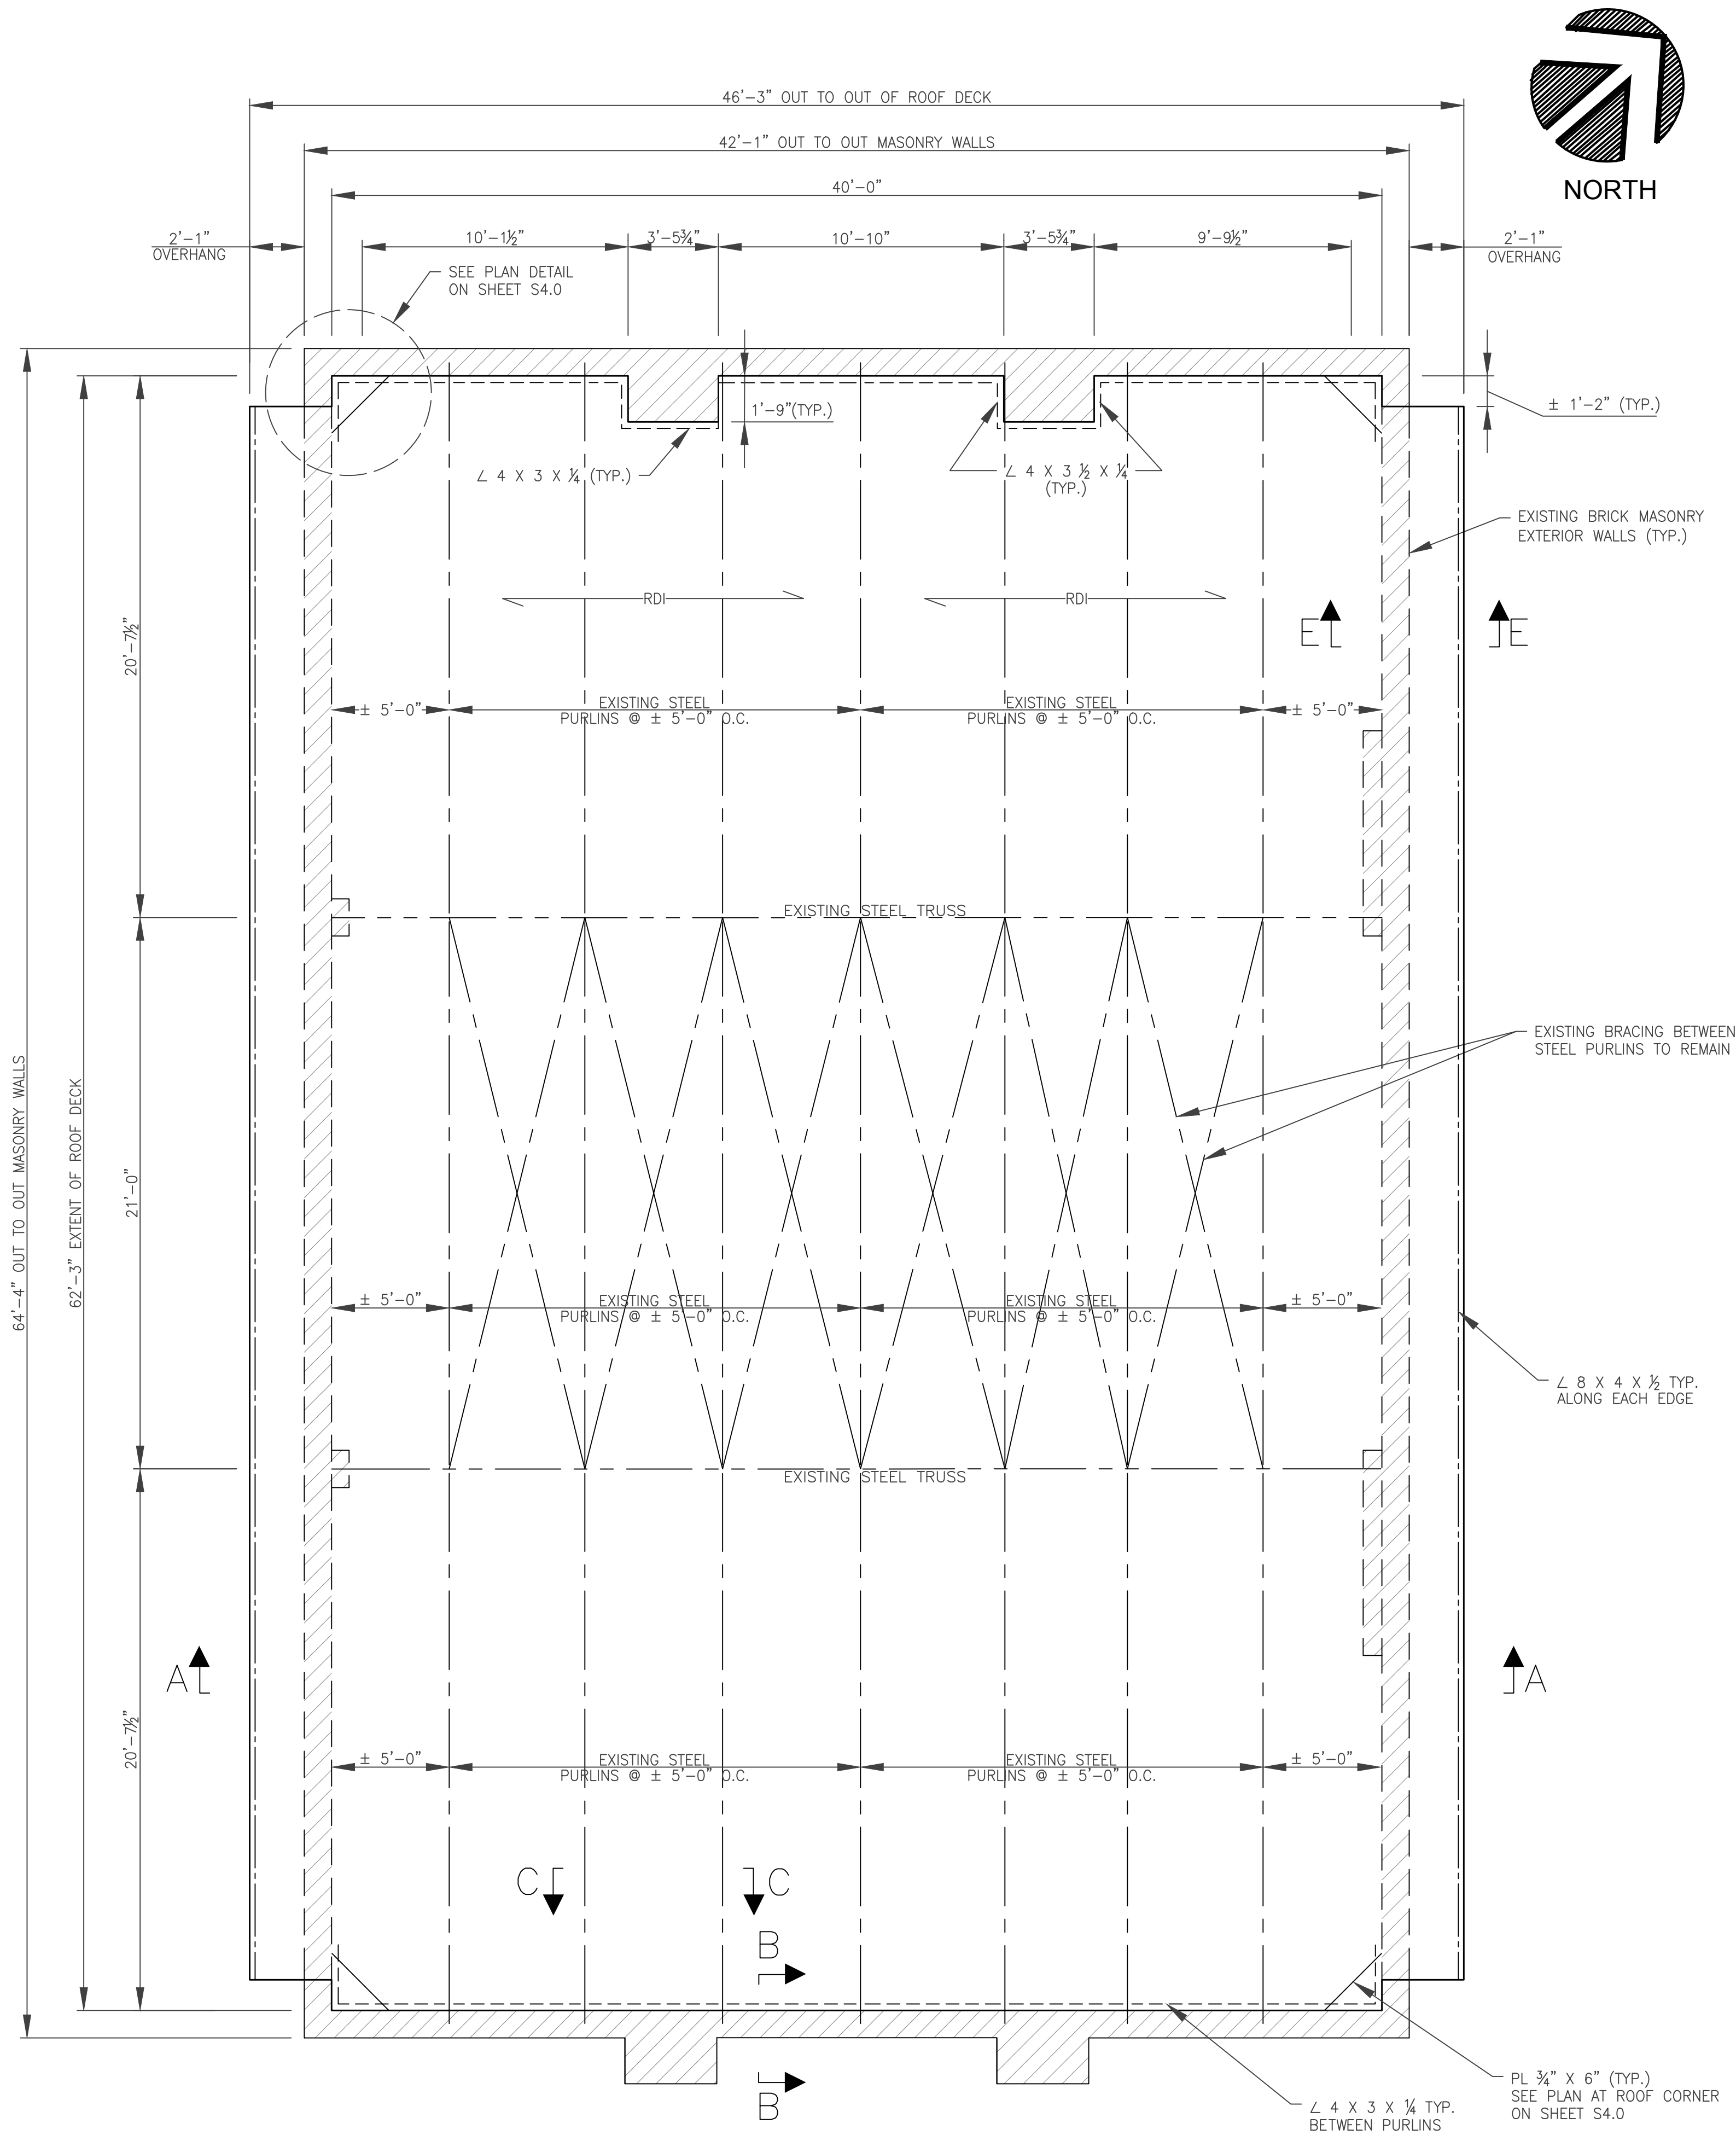 NORTH
46'-3" OUT TO OUT OF ROOF DECK
42'-1" OUT TO OUT MASONRY WALLS
40'-0"
2'-1"
OVERHANG
10'-1½"
3'-5¾"
10'-10"
3'-5¾"
9'-9½"
2'-1"
OVERHANG
SEE PLAN DETAIL
ON SHEET S4.0
1'-9"(TYP.)
± 1'-2" (TYP.)
∠ 4 X 3 X ¼ (TYP.)
∠ 4 X 3 ½ X ¼
(TYP.)
EXISTING BRICK MASONRY
EXTERIOR WALLS (TYP.)
RDI
RDI
E
E
20'-7½"
± 5'-0"
EXISTING STEEL
PURLINS @ ± 5'-0" O.C.
EXISTING STEEL
PURLINS @ ± 5'-0" O.C.
± 5'-0"
EXISTING STEEL TRUSS
EXISTING BRACING BETWEEN
STEEL PURLINS TO REMAIN
64'-4" OUT TO OUT MASONRY WALLS
62'-3" EXTENT OF ROOF DECK
21'-0"
± 5'-0"
EXISTING STEEL
PURLINS @ ± 5'-0" O.C.
EXISTING STEEL
PURLINS @ ± 5'-0" O.C.
± 5'-0"
∠ 8 X 4 X ½ TYP.
ALONG EACH EDGE
EXISTING STEEL TRUSS
A
A
20'-7½"
± 5'-0"
EXISTING STEEL
PURLINS @ ± 5'-0" O.C.
EXISTING STEEL
PURLINS @ ± 5'-0" O.C.
± 5'-0"
C
C
B
B
PL ¾" X 6" (TYP.)
SEE PLAN AT ROOF CORNER
ON SHEET S4.0
∠ 4 X 3 X ¼ TYP.
BETWEEN PURLINS